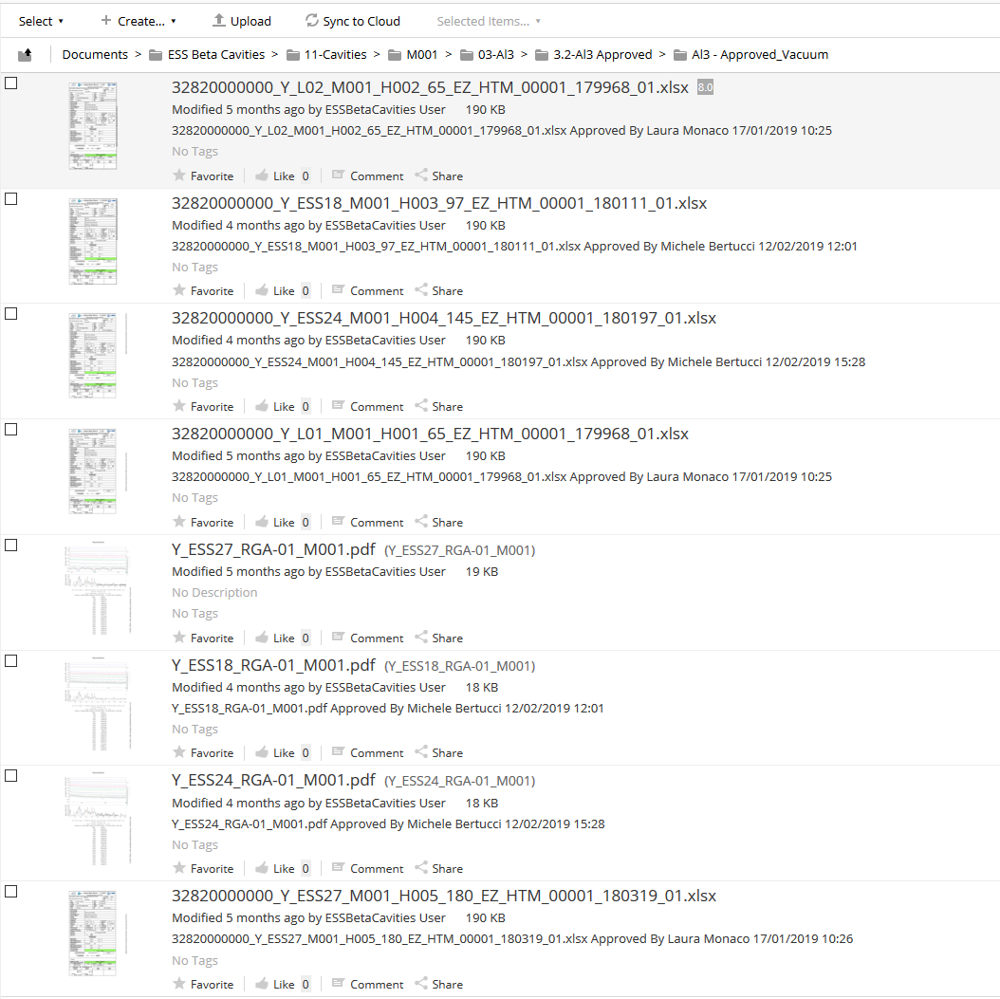 Select ▾ + Create... ▾ Upload Sync to Cloud Selected Items... ▾
Documents > ESS Beta Cavities > 11-Cavities > M001 > 03-Al3 > 3.2-Al3 Approved > Al3 - Approved_Vacuum
32820000000_Y_L02_M001_H002_65_EZ_HTM_00001_179968_01.xlsx 8.0
Modified 5 months ago by ESSBetaCavities User 190 KB
32820000000_Y_L02_M001_H002_65_EZ_HTM_00001_179968_01.xlsx Approved By Laura Monaco 17/01/2019 10:25
No Tags
Favorite Like 0 Comment Share
32820000000_Y_ESS18_M001_H003_97_EZ_HTM_00001_180111_01.xlsx
Modified 4 months ago by ESSBetaCavities User 190 KB
32820000000_Y_ESS18_M001_H003_97_EZ_HTM_00001_180111_01.xlsx Approved By Michele Bertucci 12/02/2019 12:01
No Tags
Favorite Like 0 Comment Share
32820000000_Y_ESS24_M001_H004_145_EZ_HTM_00001_180197_01.xlsx
Modified 4 months ago by ESSBetaCavities User 190 KB
32820000000_Y_ESS24_M001_H004_145_EZ_HTM_00001_180197_01.xlsx Approved By Michele Bertucci 12/02/2019 15:28
No Tags
Favorite Like 0 Comment Share
32820000000_Y_L01_M001_H001_65_EZ_HTM_00001_179968_01.xlsx
Modified 5 months ago by ESSBetaCavities User 190 KB
32820000000_Y_L01_M001_H001_65_EZ_HTM_00001_179968_01.xlsx Approved By Laura Monaco 17/01/2019 10:25
No Tags
Favorite Like 0 Comment Share
Y_ESS27_RGA-01_M001.pdf (Y_ESS27_RGA-01_M001)
Modified 5 months ago by ESSBetaCavities User 19 KB
No Description
No Tags
Favorite Like 0 Comment Share
Y_ESS18_RGA-01_M001.pdf (Y_ESS18_RGA-01_M001)
Modified 4 months ago by ESSBetaCavities User 18 KB
Y_ESS18_RGA-01_M001.pdf Approved By Michele Bertucci 12/02/2019 12:01
No Tags
Favorite Like 0 Comment Share
Y_ESS24_RGA-01_M001.pdf (Y_ESS24_RGA-01_M001)
Modified 4 months ago by ESSBetaCavities User 18 KB
Y_ESS24_RGA-01_M001.pdf Approved By Michele Bertucci 12/02/2019 15:28
No Tags
Favorite Like 0 Comment Share
32820000000_Y_ESS27_M001_H005_180_EZ_HTM_00001_180319_01.xlsx
Modified 5 months ago by ESSBetaCavities User 190 KB
32820000000_Y_ESS27_M001_H005_180_EZ_HTM_00001_180319_01.xlsx Approved By Laura Monaco 17/01/2019 10:26
No Tags
Favorite Like 0 Comment Share